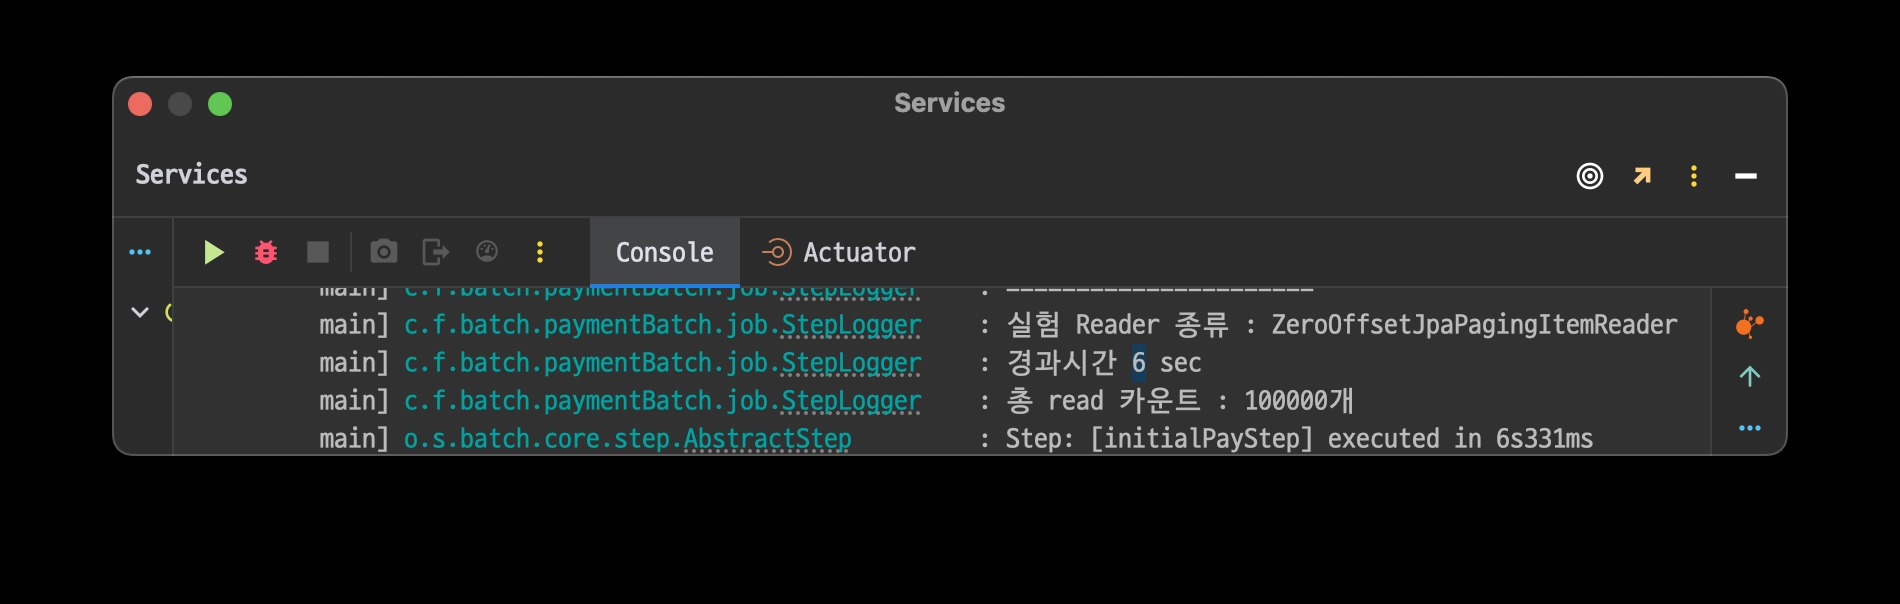 Services
Services
Console Actuator
main] c.f.batch.paymentBatch.job.StepLogger : ----------------------
main] c.f.batch.paymentBatch.job.StepLogger : 실험 Reader 종류 : ZeroOffsetJpaPagingItemReader
main] c.f.batch.paymentBatch.job.StepLogger : 경과시간 6 sec
main] c.f.batch.paymentBatch.job.StepLogger : 총 read 카운트 : 100000개
main] o.s.batch.core.step.AbstractStep : Step: [initialPayStep] executed in 6s331ms